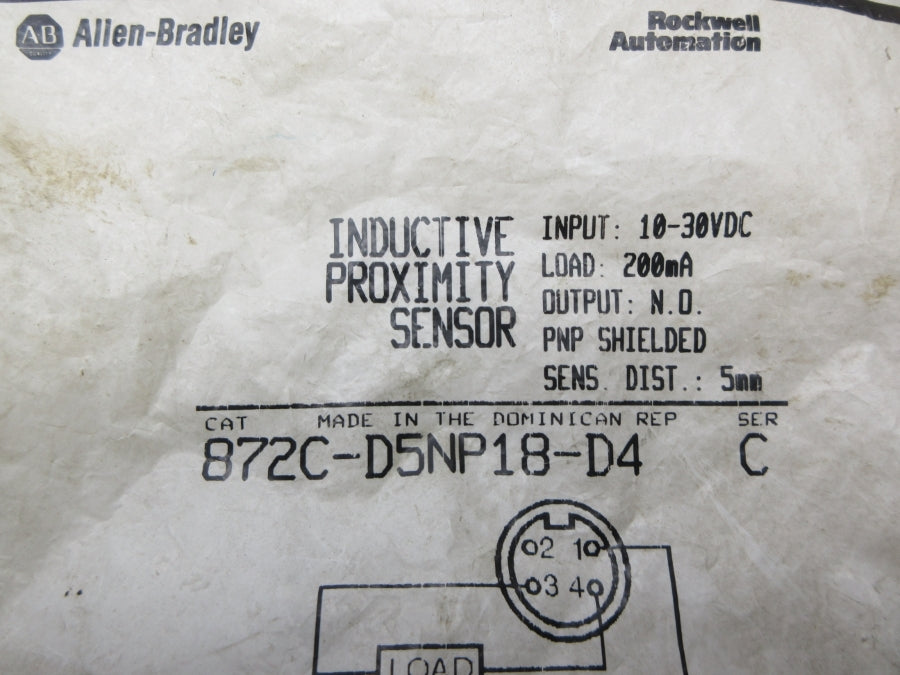 AB Allen-Bradley
Rockwell
Automation
INDUCTIVE
PROXIMITY
SENSOR
INPUT: 10-30VDC
LOAD: 200mA
OUTPUT: N.O.
PNP SHIELDED
SENS. DIST.: 5mm
CAT MADE IN THE DOMINICAN REP SER
872C-D5NP18-D4 C
2 1
3 4
LOAD